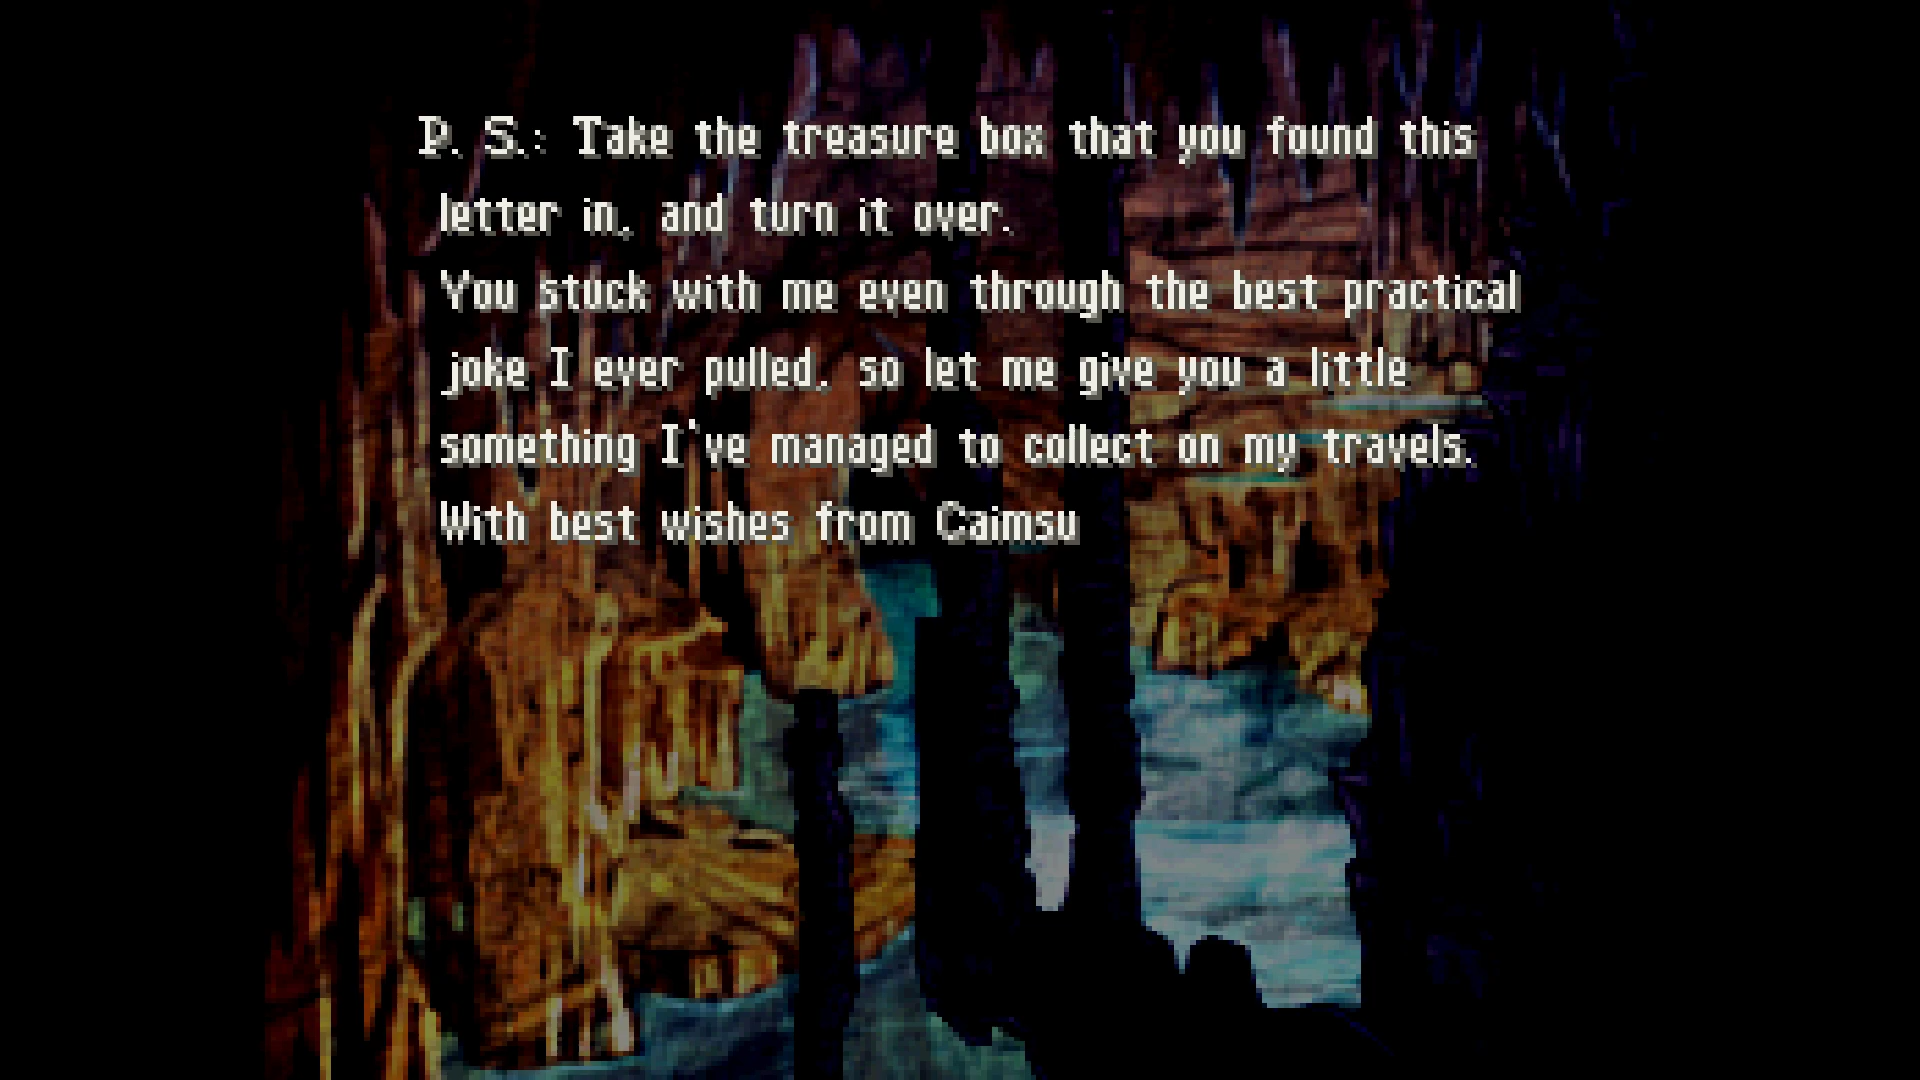 P. S.: Take the treasure box that you found this
letter in, and turn it over.
You stuck with me even through the best practical
joke I ever pulled, so let me give you a little
something I've managed to collect on my travels.
With best wishes from Caimsu